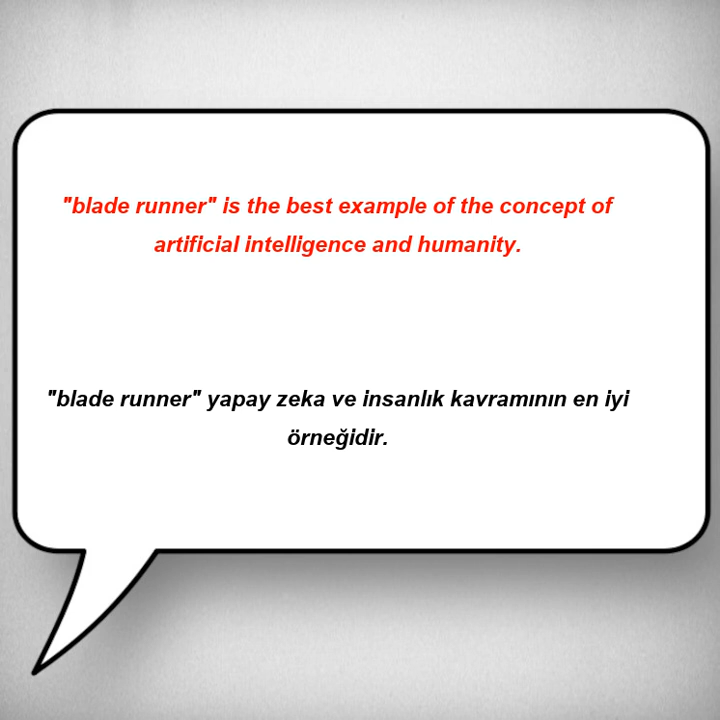 "blade runner" is the best example of the concept of
artificial intelligence and humanity.
"blade runner" yapay zeka ve insanlık kavramının en iyi
örneğidir.